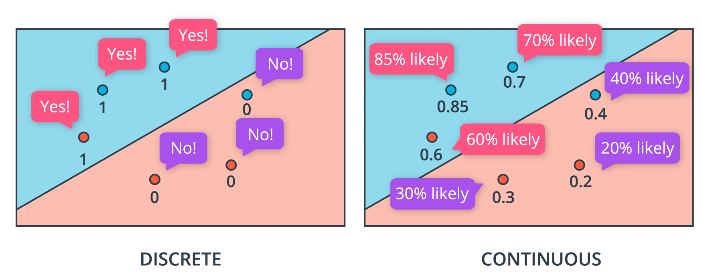 Yes!
Yes!
Yes!
No!
1
1
0
1
No!
No!
0
0
DISCRETE
70% likely
85% likely
0.7
40% likely
0.85
0.4
0.6
60% likely
20% likely
30% likely
0.3
0.2
CONTINUOUS